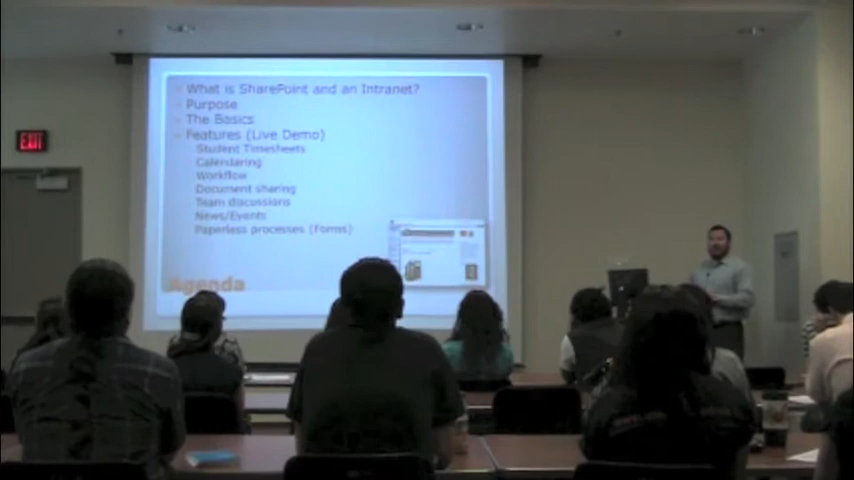 What is SharePoint and an Intranet?
Purpose
The Basics
Features (Live Demo)
Student Timesheets
Calendaring
Workflow
Document sharing
Team discussions
News/Events
Paperless processes (Forms)
Agenda
EXIT